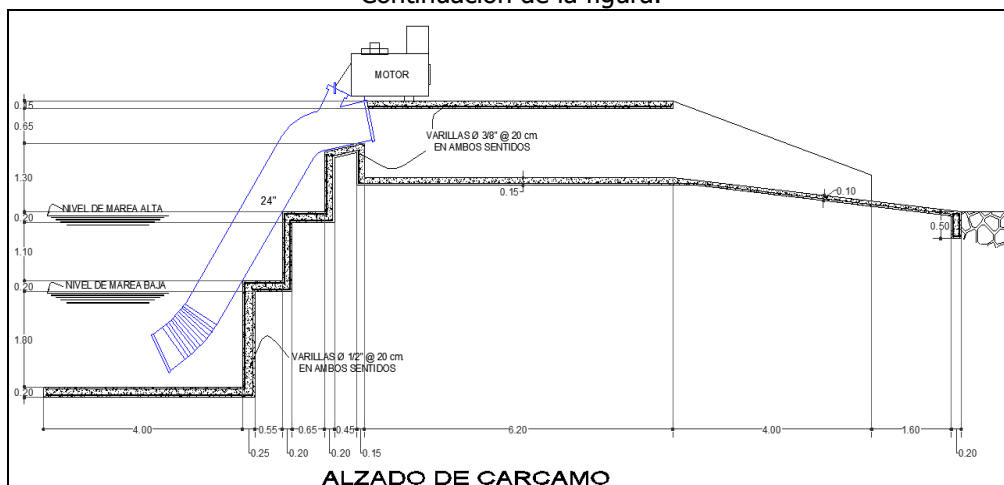 Continuación de la figura.
MOTOR
0.65
VARILLAS Ø 3/8" @ 20 cm.
EN AMBOS SENTIDOS
1.30
0.15
0.10
24"
NIVEL DE MAREA ALTA
0.20
0.50
1.10
NIVEL DE MAREA BAJA
0.20
1.80
VARILLAS Ø 1/2" @ 20 cm.
EN AMBOS SENTIDOS
0.20
4.00 0.55 0.65 0.45 6.20 4.00 1.60
0.25 0.20 0.20 0.15 0.20
ALZADO DE CARCAMO